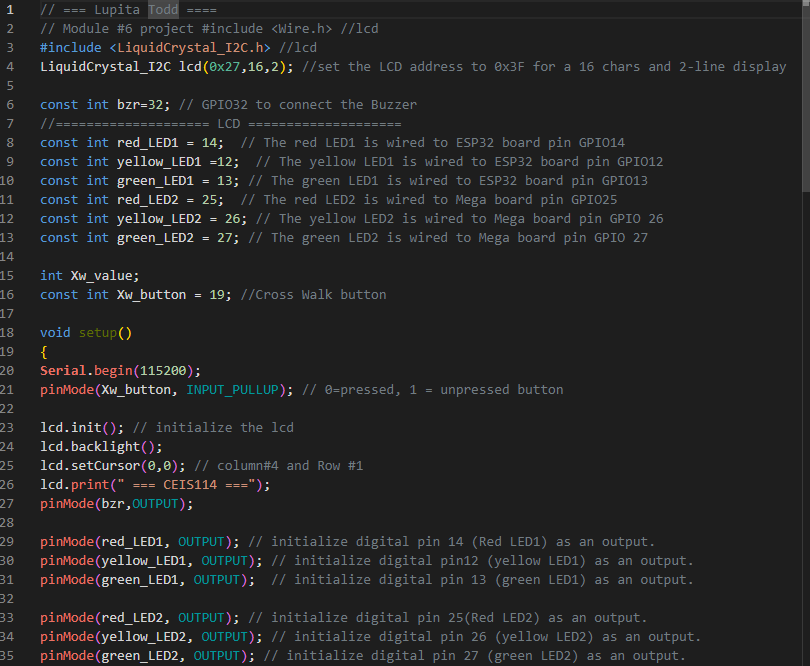 1 // === Lupita Todd ====
2 // Module #6 project #include <Wire.h> //lcd
3 #include <LiquidCrystal_I2C.h> //lcd
4 LiquidCrystal_I2C lcd(0x27,16,2); //set the LCD address to 0x3F for a 16 chars and 2-line display
5
6 const int bzr=32; // GPIO32 to connect the Buzzer
7 //==================== LCD ====================
8 const int red_LED1 = 14;  // The red LED1 is wired to ESP32 board pin GPIO14
9 const int yellow_LED1 =12;  // The yellow LED1 is wired to ESP32 board pin GPIO12
10 const int green_LED1 = 13; // The green LED1 is wired to ESP32 board pin GPIO13
11 const int red_LED2 = 25;  // The red LED2 is wired to Mega board pin GPIO25
12 const int yellow_LED2 = 26; // The yellow LED2 is wired to Mega board pin GPIO 26
13 const int green_LED2 = 27; // The green LED2 is wired to Mega board pin GPIO 27
14
15 int Xw_value;
16 const int Xw_button = 19; //Cross Walk button
17
18 void setup()
19 {
20 Serial.begin(115200);
21 pinMode(Xw_button, INPUT_PULLUP); // 0=pressed, 1 = unpressed button
22
23 lcd.init(); // initialize the lcd
24 lcd.backlight();
25 lcd.setCursor(0,0); // column#4 and Row #1
26 lcd.print(" === CEIS114 ===");
27 pinMode(bzr,OUTPUT);
28
29 pinMode(red_LED1, OUTPUT); // initialize digital pin 14 (Red LED1) as an output.
30 pinMode(yellow_LED1, OUTPUT); // initialize digital pin12 (yellow LED1) as an output.
31 pinMode(green_LED1, OUTPUT);  // initialize digital pin 13 (green LED1) as an output.
32
33 pinMode(red_LED2, OUTPUT); // initialize digital pin 25(Red LED2) as an output.
34 pinMode(yellow_LED2, OUTPUT); // initialize digital pin 26 (yellow LED2) as an output.
35 pinMode(green_LED2, OUTPUT); // initialize digital pin 27 (green LED2) as an output.